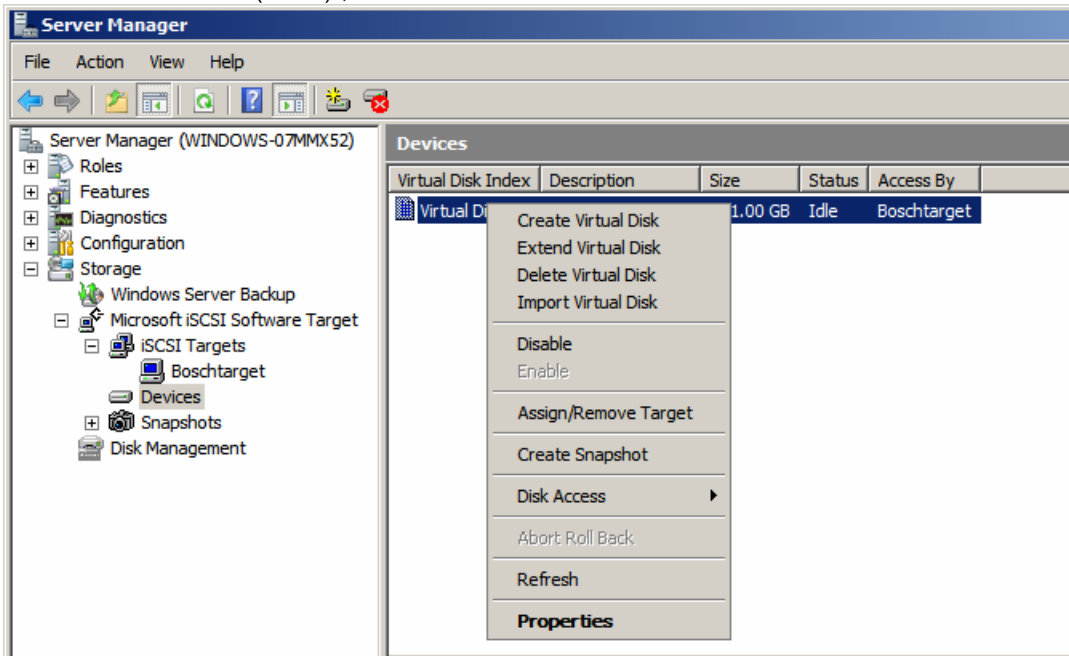 Server Manager
File Action View Help
Server Manager (WINDOWS-07MMX52)
Roles
Features
Diagnostics
Configuration
Storage
Windows Server Backup
Microsoft iSCSI Software Target
iSCSI Targets
Boschtarget
Devices
Snapshots
Disk Management
Devices
Virtual Disk Index Description Size Status Access By
Virtual Di 1.00 GB Idle Boschtarget
Create Virtual Disk
Extend Virtual Disk
Delete Virtual Disk
Import Virtual Disk
Disable
Enable
Assign/Remove Target
Create Snapshot
Disk Access
Abort Roll Back
Refresh
Properties